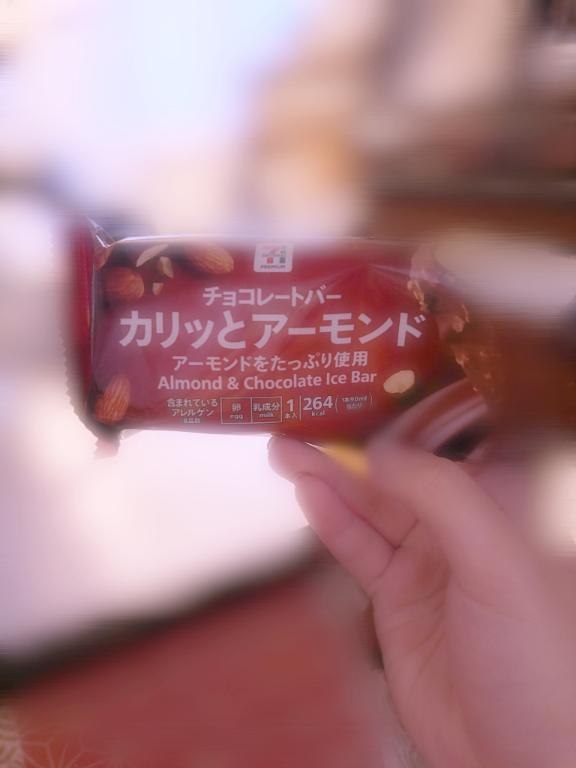 PREMIUM
チョコレートバー
カリッとアーモンド
アーモンドをたっぷり使用
Almond & Chocolate Ice Bar
含まれている 卵 乳成分 1 264
アレルゲン egg milk 本入 kcal